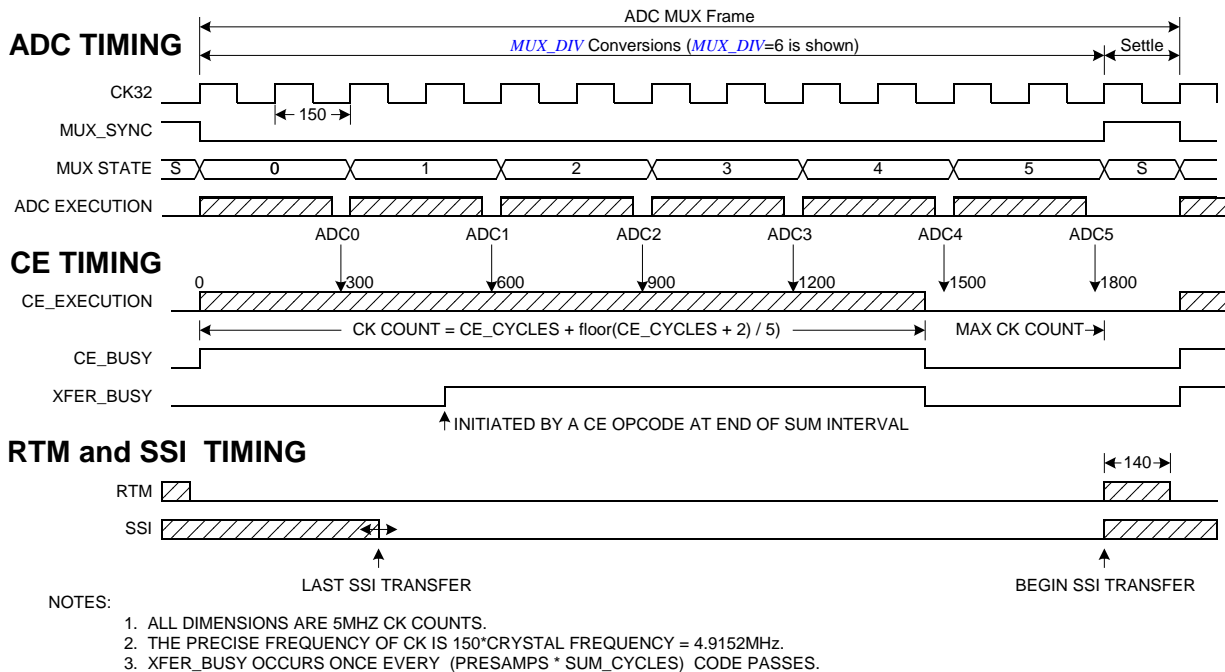 ADC MUX Frame
ADC TIMING
MUX_DIV Conversions (MUX_DIV=6 is shown)
Settle
CK32
150
MUX_SYNC
MUX STATE
S
0
1
2
3
4
5
S
ADC EXECUTION
ADC0
ADC1
ADC2
ADC3
ADC4
ADC5
CE TIMING
0
300
600
900
1200
1500
1800
CE_EXECUTION
CK COUNT = CE_CYCLES + floor(CE_CYCLES + 2) / 5)
MAX CK COUNT
CE_BUSY
XFER_BUSY
INITIATED BY A CE OPCODE AT END OF SUM INTERVAL
RTM and SSI TIMING
140
RTM
SSI
LAST SSI TRANSFER
BEGIN SSI TRANSFER
NOTES:
1. ALL DIMENSIONS ARE 5MHZ CK COUNTS.
2. THE PRECISE FREQUENCY OF CK IS 150*CRYSTAL FREQUENCY = 4.9152MHz.
3. XFER_BUSY OCCURS ONCE EVERY (PRESAMPS * SUM_CYCLES) CODE PASSES.